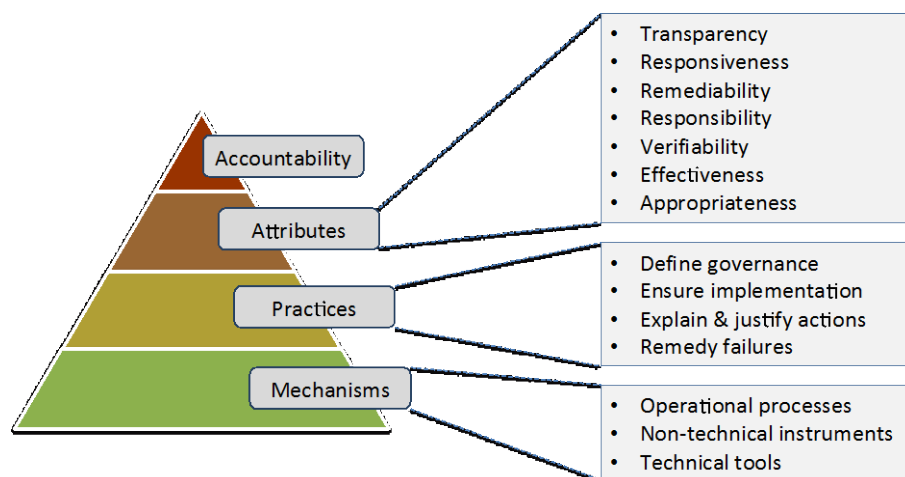 Accountability
Attributes
Practices
Mechanisms
• Transparency
• Responsiveness
• Remediability
• Responsibility
• Verifiability
• Effectiveness
• Appropriateness
• Define governance
• Ensure implementation
• Explain & justify actions
• Remedy failures
• Operational processes
• Non-technical instruments
• Technical tools